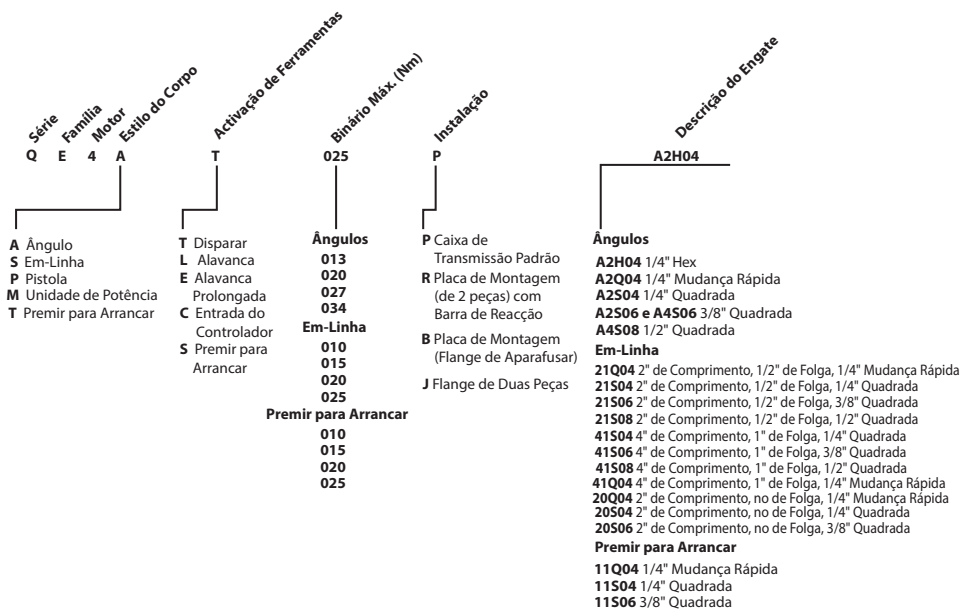 Série
Família
Motor
Estilo do Corpo
Activação de Ferramentas
Binário Máx. (Nm)
Instalação
Descrição do Engate
Q E 4 A T 025 P A2H04
A Ângulo
S Em-Linha
P Pistola
M Unidade de Potência
T Premir para Arrancar
T Disparar
L Alavanca
E Alavanca
Prolongada
C Entrada do
Controlador
S Premir para
Arrancar
Ângulos
013
020
027
034
Em-Linha
010
015
020
025
Premir para Arrancar
010
015
020
025
P Caixa de
Transmissão Padrão
R Placa de Montagem
(de 2 peças) com
Barra de Reacção
B Placa de Montagem
(Flange de Aparafusar)
J Flange de Duas Peças
Ângulos
A2H04 1/4" Hex
A2Q04 1/4" Mudança Rápida
A2S04 1/4" Quadrada
A2S06 e A4S06 3/8" Quadrada
A4S08 1/2" Quadrada
Em-Linha
21Q04 2" de Comprimento, 1/2" de Folga, 1/4" Mudança Rápida
21S04 2" de Comprimento, 1/2" de Folga, 1/4" Quadrada
21S06 2" de Comprimento, 1/2" de Folga, 3/8" Quadrada
21S08 2" de Comprimento, 1/2" de Folga, 1/2" Quadrada
41S04 4" de Comprimento, 1" de Folga, 1/4" Quadrada
41S06 4" de Comprimento, 1" de Folga, 3/8" Quadrada
41S08 4" de Comprimento, 1" de Folga, 1/2" Quadrada
41Q04 4" de Comprimento, 1" de Folga, 1/4" Mudança Rápida
20Q04 2" de Comprimento, no de Folga, 1/4" Mudança Rápida
20S04 2" de Comprimento, no de Folga, 1/4" Quadrada
20S06 2" de Comprimento, no de Folga, 3/8" Quadrada
Premir para Arrancar
11Q04 1/4" Mudança Rápida
11S04 1/4" Quadrada
11S06 3/8" Quadrada